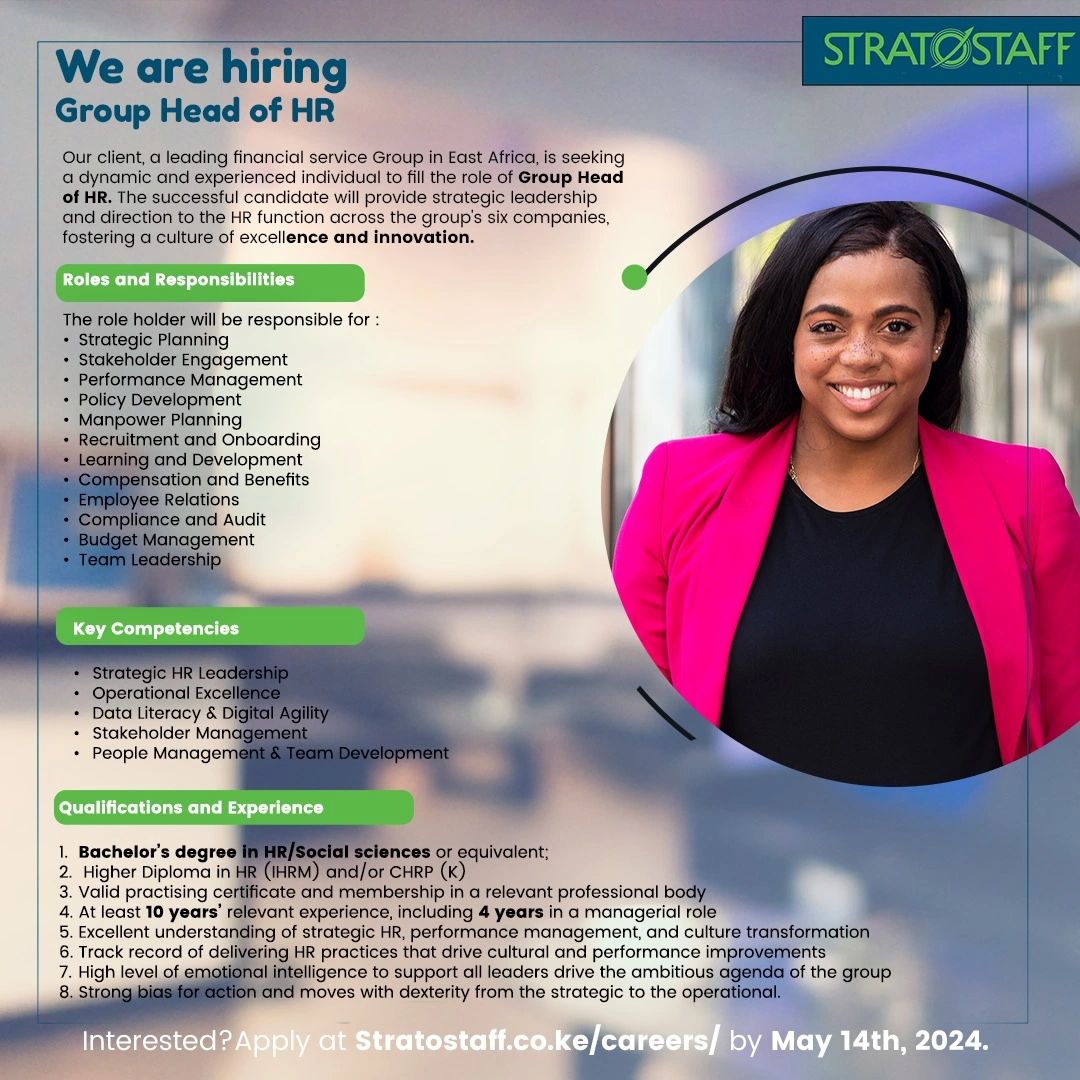 STRATOSTAFF
We are hiring
Group Head of HR
Our client, a leading financial service Group in East Africa, is seeking
a dynamic and experienced individual to fill the role of Group Head
of HR. The successful candidate will provide strategic leadership
and direction to the HR function across the group's six companies,
fostering a culture of excellence and innovation.
Roles and Responsibilities
The role holder will be responsible for :
• Strategic Planning
• Stakeholder Engagement
• Performance Management
• Policy Development
• Manpower Planning
• Recruitment and Onboarding
• Learning and Development
• Compensation and Benefits
• Employee Relations
• Compliance and Audit
• Budget Management
• Team Leadership
Key Competencies
• Strategic HR Leadership
• Operational Excellence
• Data Literacy & Digital Agility
• Stakeholder Management
• People Management & Team Development
Qualifications and Experience
1. Bachelor's degree in HR/Social sciences or equivalent;
2. Higher Diploma in HR (IHRM) and/or CHRP (K)
3. Valid practising certificate and membership in a relevant professional body
4. At least 10 years' relevant experience, including 4 years in a managerial role
5. Excellent understanding of strategic HR, performance management, and culture transformation
6. Track record of delivering HR practices that drive cultural and performance improvements
7. High level of emotional intelligence to support all leaders drive the ambitious agenda of the group
8. Strong bias for action and moves with dexterity from the strategic to the operational.
Interested?Apply at Stratostaff.co.ke/careers/ by May 14th, 2024.